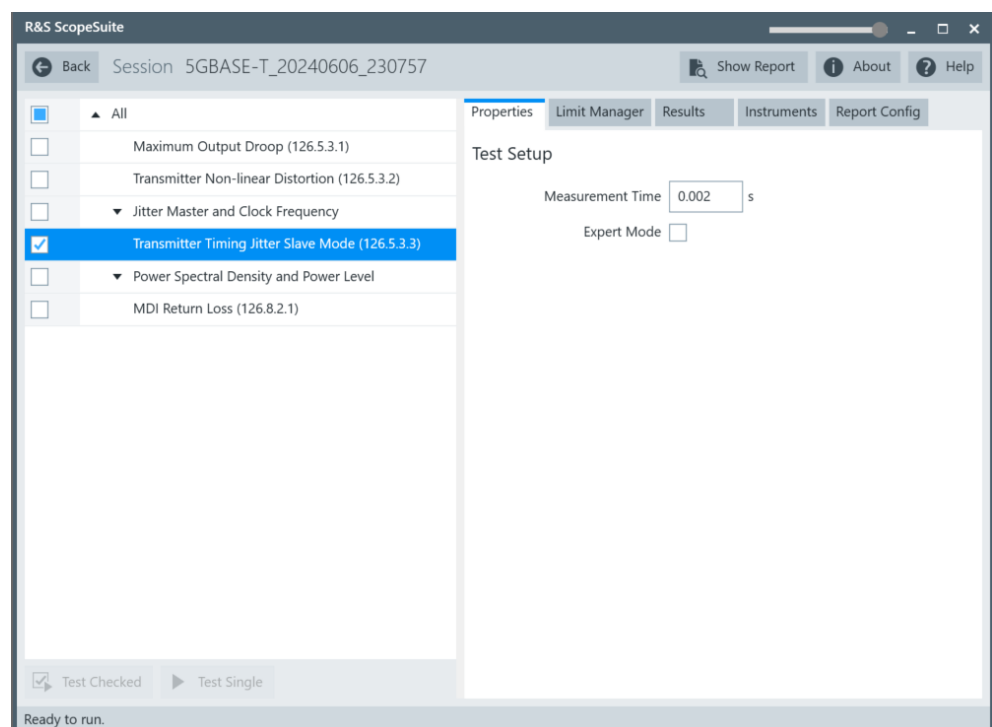 R&S ScopeSuite
Back Session 5GBASE-T_20240606_230757 Show Report About Help
All
Maximum Output Droop (126.5.3.1)
Transmitter Non-linear Distortion (126.5.3.2)
Jitter Master and Clock Frequency
Transmitter Timing Jitter Slave Mode (126.5.3.3)
Power Spectral Density and Power Level
MDI Return Loss (126.8.2.1)
Properties Limit Manager Results Instruments Report Config
Test Setup
Measurement Time 0.002 s
Expert Mode
Test Checked Test Single
Ready to run.